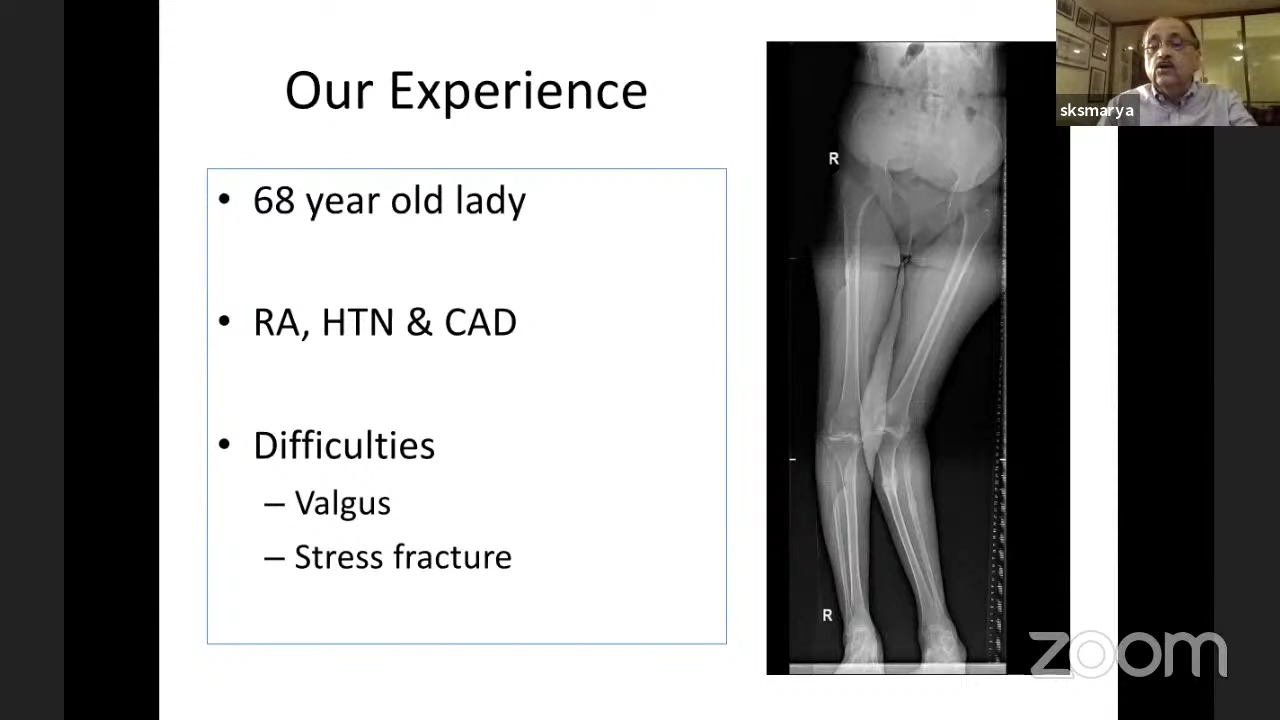 Our Experience
• 68 year old lady
• RA, HTN & CAD
• Difficulties
– Valgus
– Stress fracture
R
R
sksmarya
zoom